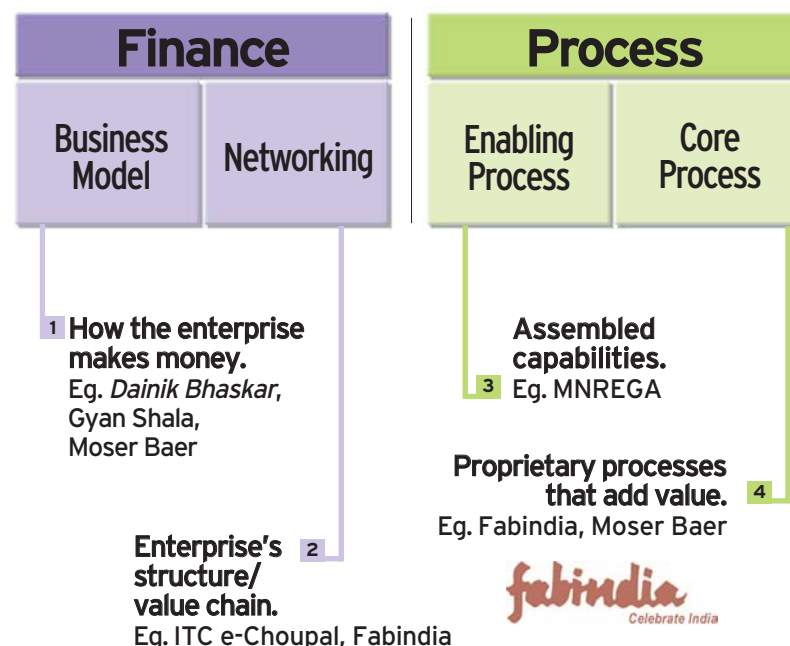 Finance
Business
Model
Networking
1 How the enterprise
makes money.
Eg. Dainik Bhaskar,
Gyan Shala,
Moser Baer
Enterprise's 2
structure/
value chain.
Eg. ITC e-Choupal, Fabindia
Process
Enabling
Process
Core
Process
Assembled
capabilities.
3 Eg. MNREGA
Proprietary processes
that add value. 4
Eg. Fabindia, Moser Baer
fabindia
Celebrate India